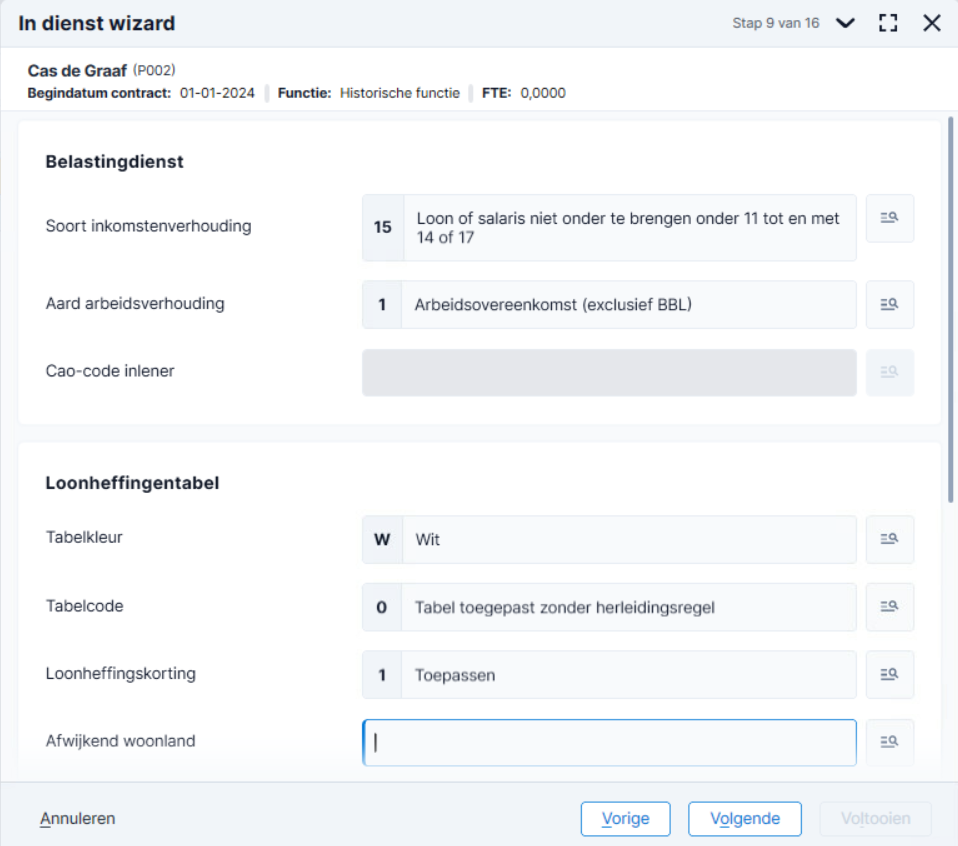 In dienst wizard
Stap 9 van 16
Cas de Graaf (P002)
Begindatum contract: 01-01-2024 Functie: Historische functie FTE: 0,0000
Belastingdienst
Soort inkomstenverhouding
15 Loon of salaris niet onder te brengen onder 11 tot en met
14 of 17
Aard arbeidsverhouding 1 Arbeidsovereenkomst (exclusief BBL)
Cao-code inlener
Loonheffingentabel
Tabelkleur W Wit
Tabelcode 0 Tabel toegepast zonder herleidingsregel
Loonheffingskorting 1 Toepassen
Afwijkend woonland
Annuleren Vorige Volgende Voltooien